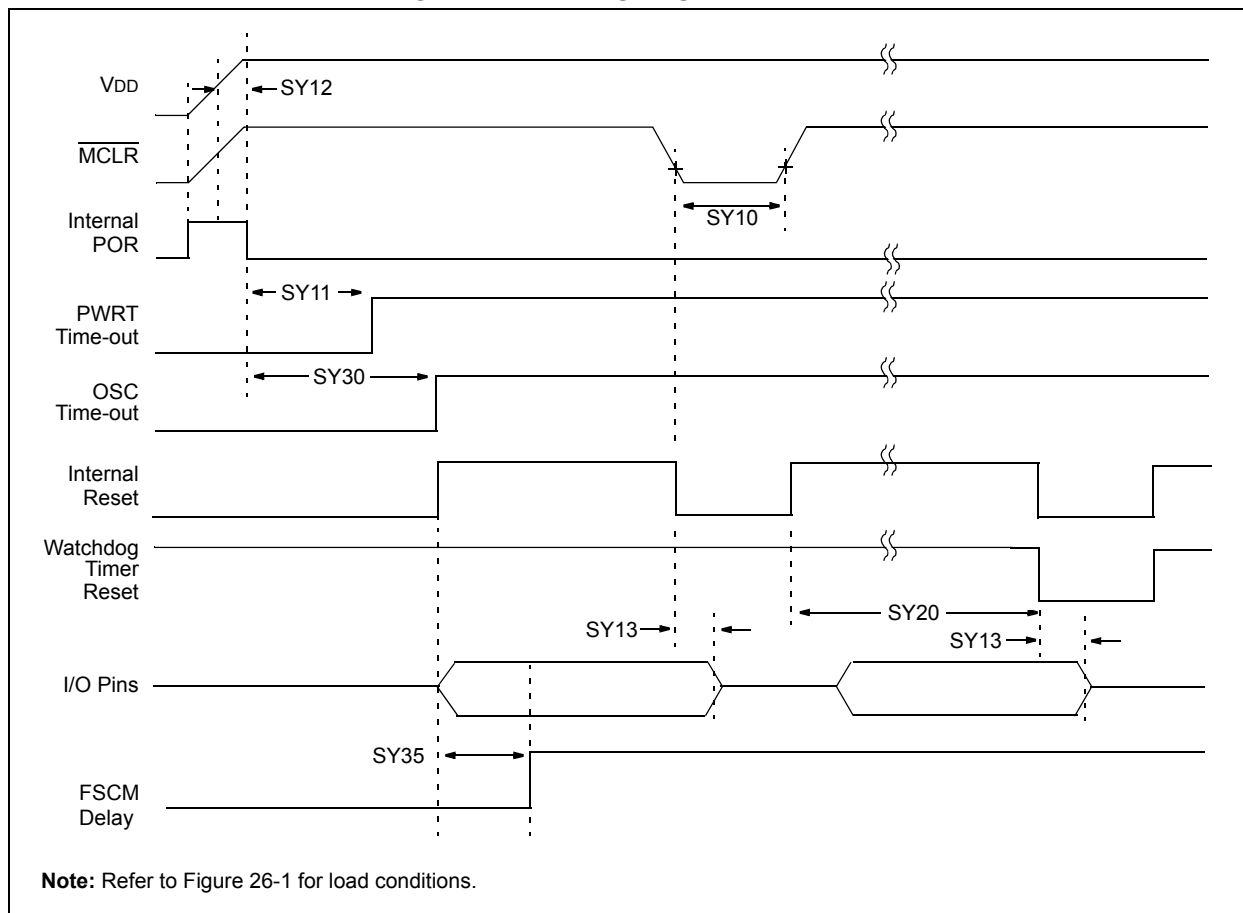 VDD
SY12
MCLR
SY10
Internal
POR
SY11
PWRT
Time-out
SY30
OSC
Time-out
Internal
Reset
Watchdog
Timer
Reset
SY20
SY13
SY13
I/O Pins
SY35
FSCM
Delay
Note: Refer to Figure 26-1 for load conditions.